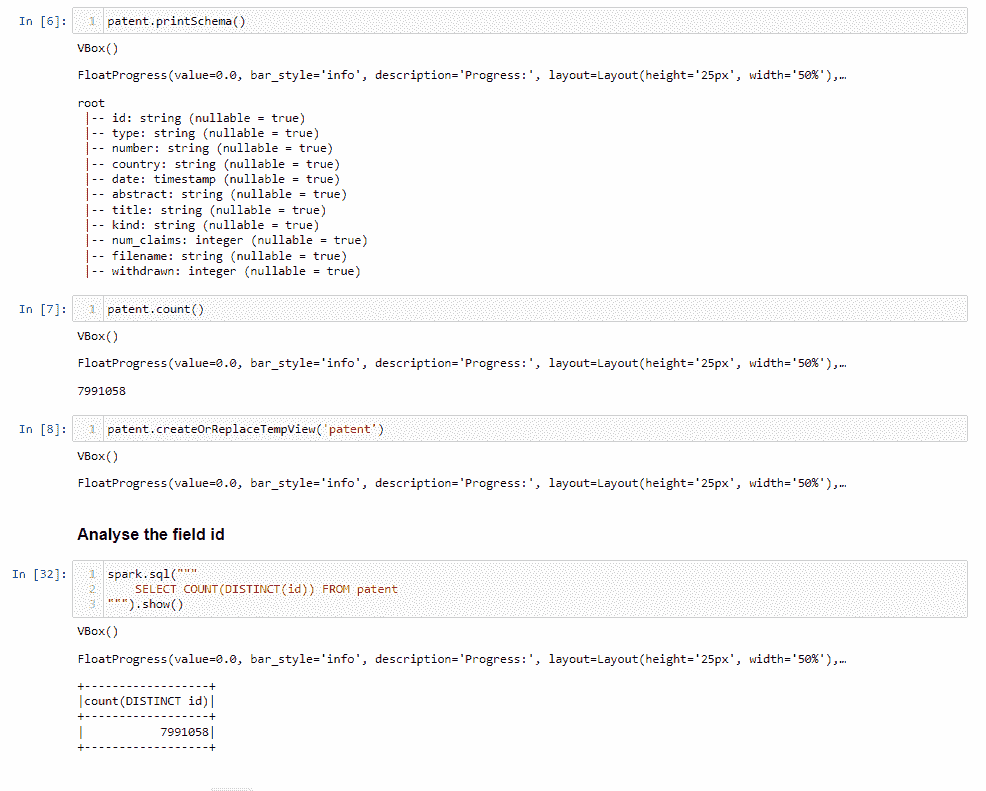 In [6]: 1 patent.printSchema()
VBox()
FloatProgress(value=0.0, bar_style='info', description='Progress:', layout=Layout(height='25px', width='50%'),…
root
 |-- id: string (nullable = true)
 |-- type: string (nullable = true)
 |-- number: string (nullable = true)
 |-- country: string (nullable = true)
 |-- date: timestamp (nullable = true)
 |-- abstract: string (nullable = true)
 |-- title: string (nullable = true)
 |-- kind: string (nullable = true)
 |-- num_claims: integer (nullable = true)
 |-- filename: string (nullable = true)
 |-- withdrawn: integer (nullable = true)
In [7]: 1 patent.count()
VBox()
FloatProgress(value=0.0, bar_style='info', description='Progress:', layout=Layout(height='25px', width='50%'),…
7991058
In [8]: 1 patent.createOrReplaceTempView('patent')
VBox()
FloatProgress(value=0.0, bar_style='info', description='Progress:', layout=Layout(height='25px', width='50%'),…
Analyse the field id
In [32]: 1 spark.sql("""
2     SELECT COUNT(DISTINCT(id)) FROM patent
3 """).show()
VBox()
FloatProgress(value=0.0, bar_style='info', description='Progress:', layout=Layout(height='25px', width='50%'),…
+------------------+
|count(DISTINCT id)|
+------------------+
|           7991058|
+------------------+